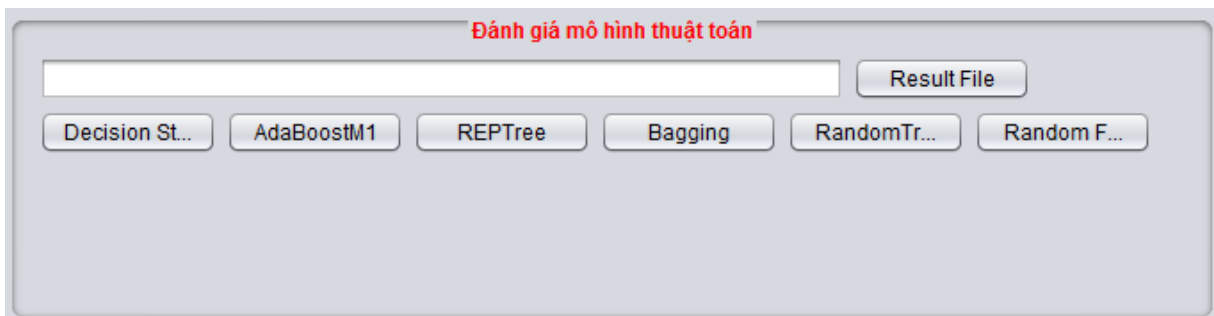 Đánh giá mô hình thuật toán
Result File
Decision St... AdaBoostM1 REPTree Bagging RandomTr... Random F...